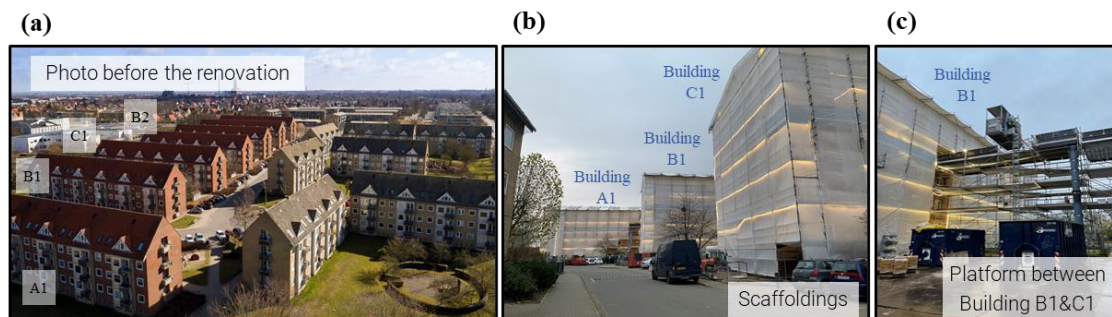 (a)
(b)
(c)
Photo before the renovation
B2
C1
B1
A1
Building
C1
Building
B1
Building
A1
Scaffoldings
Building
B1
Platform between
Building B1&C1